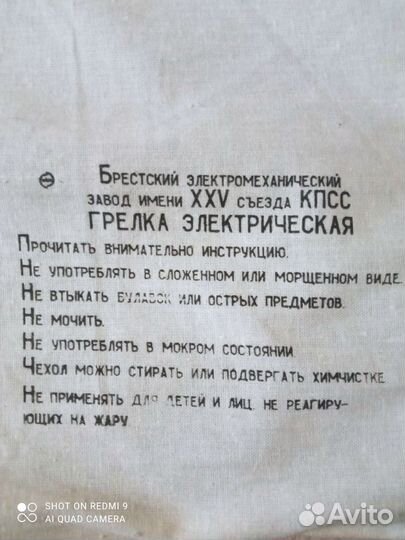 Брестский электромеханический
завод имени XXV съезда КПСС
ГРЕЛКА ЭЛЕКТРИЧЕСКАЯ
Прочитать внимательно инструкцию.
Не употреблять в сложенном или морщенном виде.
Не втыкать булавок или острых предметов.
Не мочить.
Не употреблять в мокром состоянии.
Чехол можно стирать или подвергать химчистке
Не применять для детей и лиц, не реагиру-
ющих на жару
SHOT ON REDMI 9
AI QUAD CAMERA
Avito